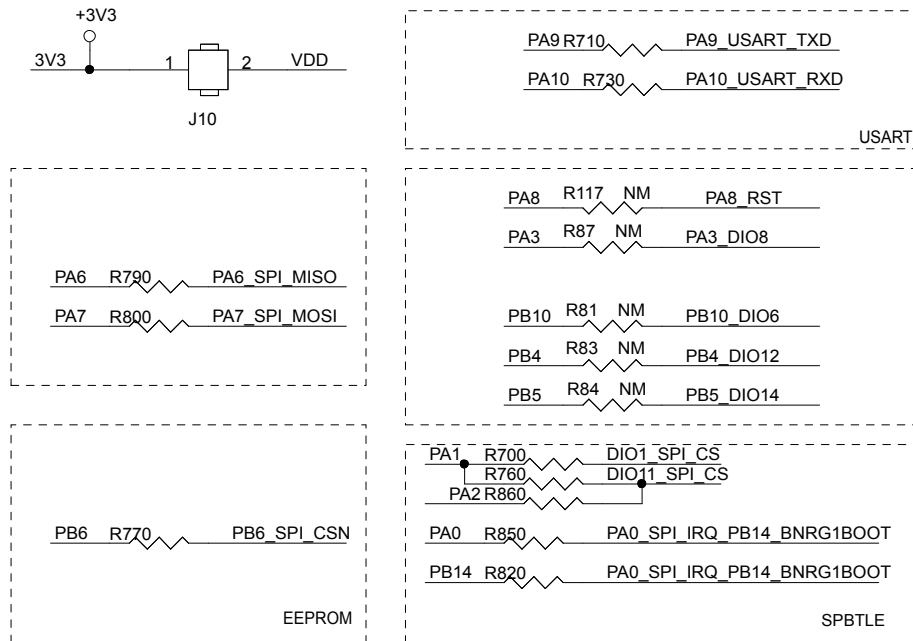 +3V3
3V3 1 2 VDD
J10
PA9 R710 PA9_USART_TXD
PA10 R730 PA10_USART_RXD
USART
PA6 R790 PA6_SPI_MISO
PA7 R800 PA7_SPI_MOSI
PA8 R117 NM PA8_RST
PA3 R87 NM PA3_DIO8
PB10 R81 NM PB10_DIO6
PB4 R83 NM PB4_DIO12
PB5 R84 NM PB5_DIO14
PB6 R770 PB6_SPI_CSN
EEPROM
PA1 R700 DIO1_SPI_CS
R760 DIO11_SPI_CS
PA2 R860
PA0 R850 PA0_SPI_IRQ_PB14_BNRG1BOOT
PB14 R820 PA0_SPI_IRQ_PB14_BNRG1BOOT
SPBTLE